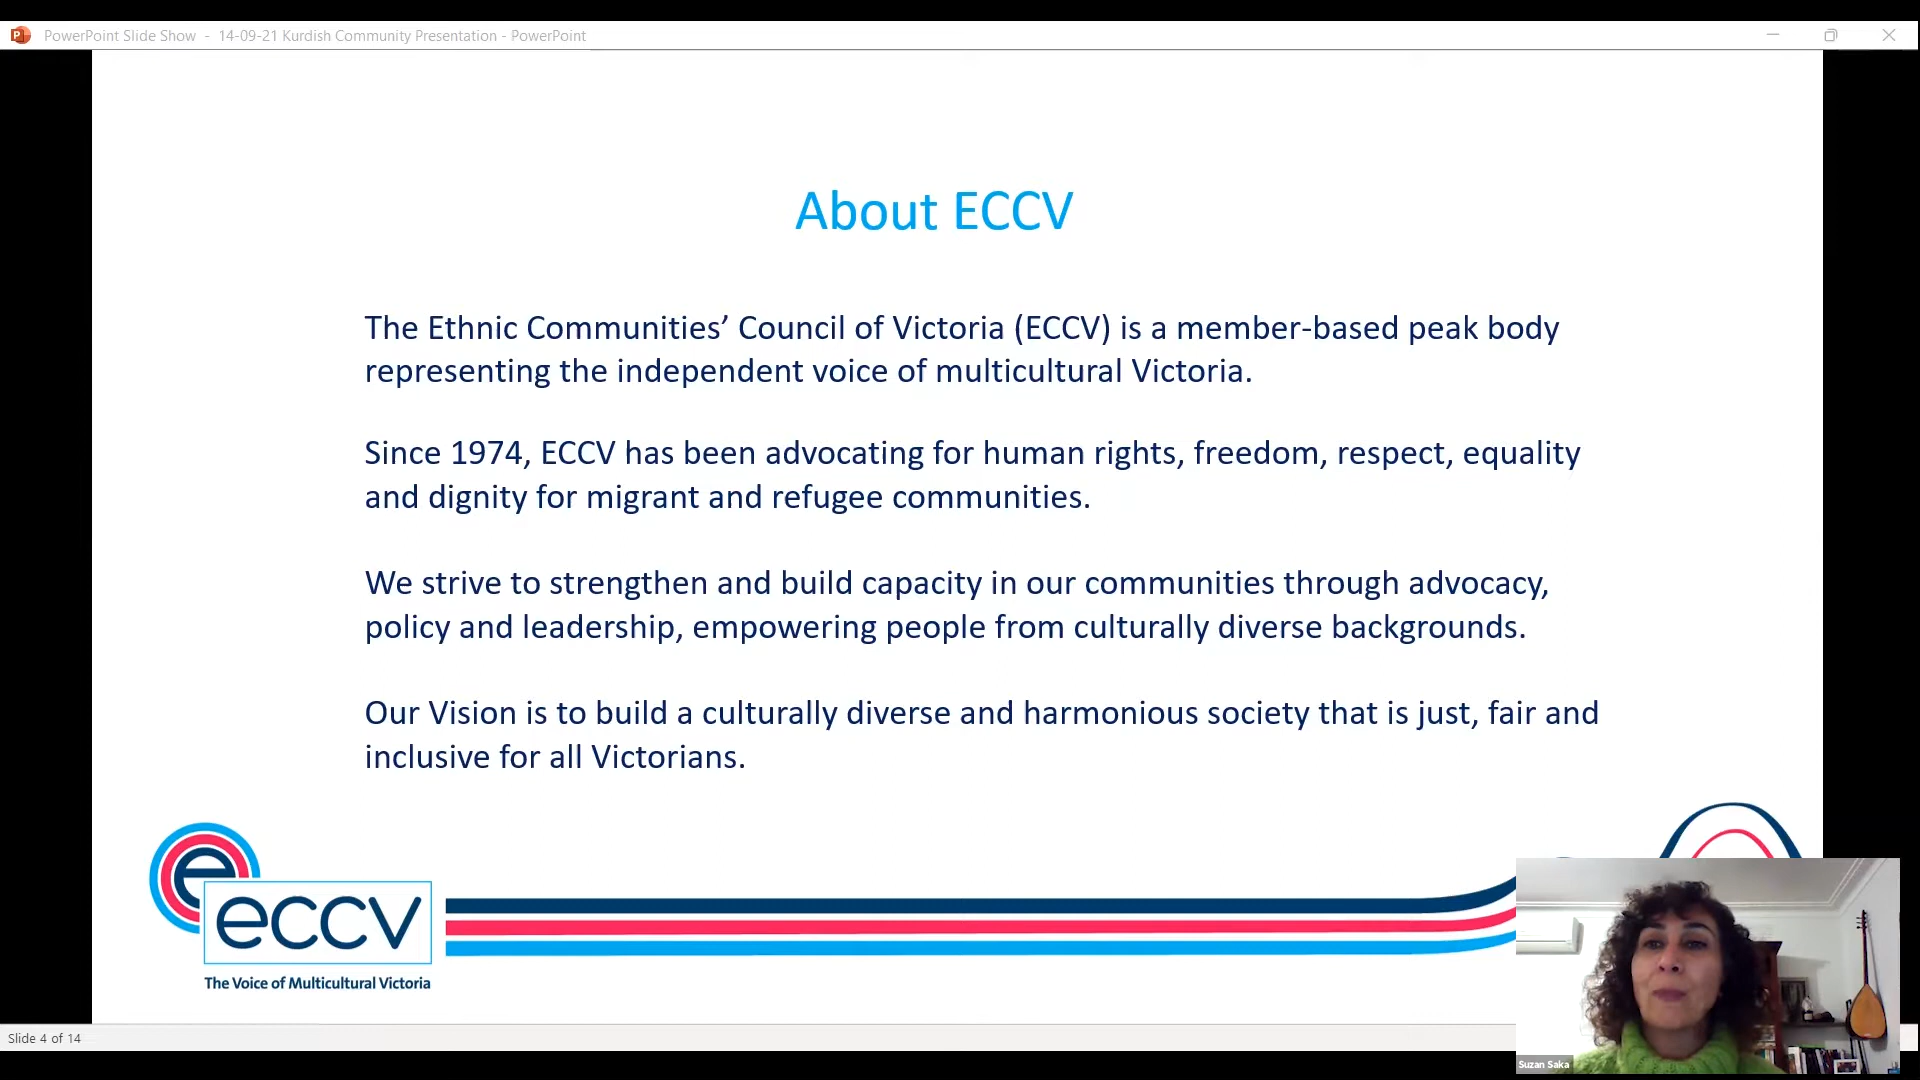 PowerPoint Slide Show - 14-09-21 Kurdish Community Presentation - PowerPoint
About ECCV
The Ethnic Communities’ Council of Victoria (ECCV) is a member-based peak body
representing the independent voice of multicultural Victoria.
Since 1974, ECCV has been advocating for human rights, freedom, respect, equality
and dignity for migrant and refugee communities.
We strive to strengthen and build capacity in our communities through advocacy,
policy and leadership, empowering people from culturally diverse backgrounds.
Our Vision is to build a culturally diverse and harmonious society that is just, fair and
inclusive for all Victorians.
e
eccv
The Voice of Multicultural Victoria
Slide 4 of 14
Suzan Saka